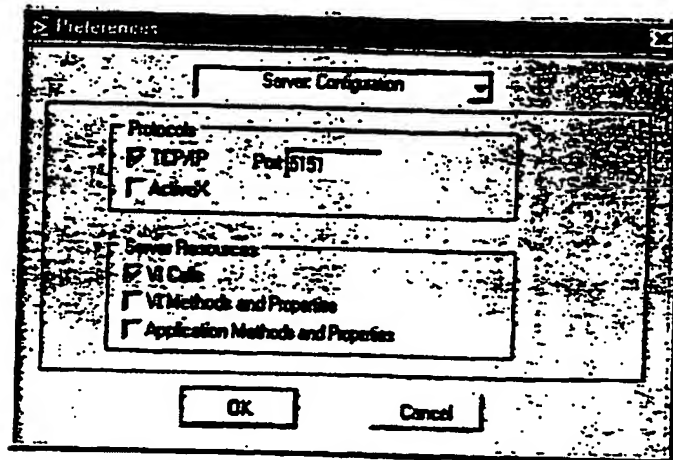 Preferences
Server: Configuration
Protocols
TCP/IP Port 5151
ActiveX
Server Resources
VI Calls
VI Methods and Properties
Application Methods and Properties
OK Cancel